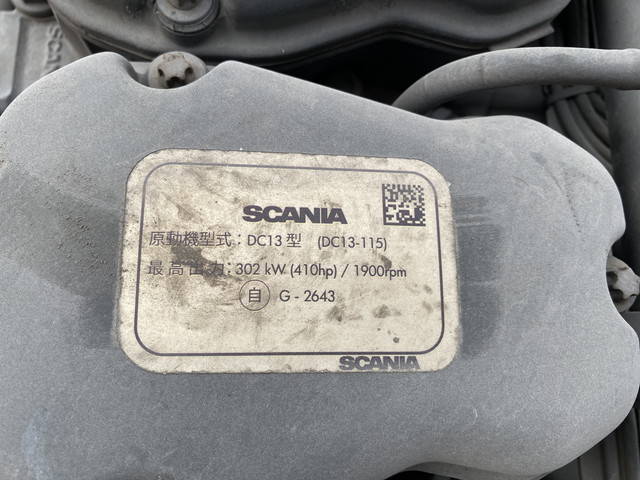 SCANIA
原動機型式：DC13 型 (DC13-115)
最高出力：302 kW (410hp) / 1900rpm
自 G - 2643
SCANIA